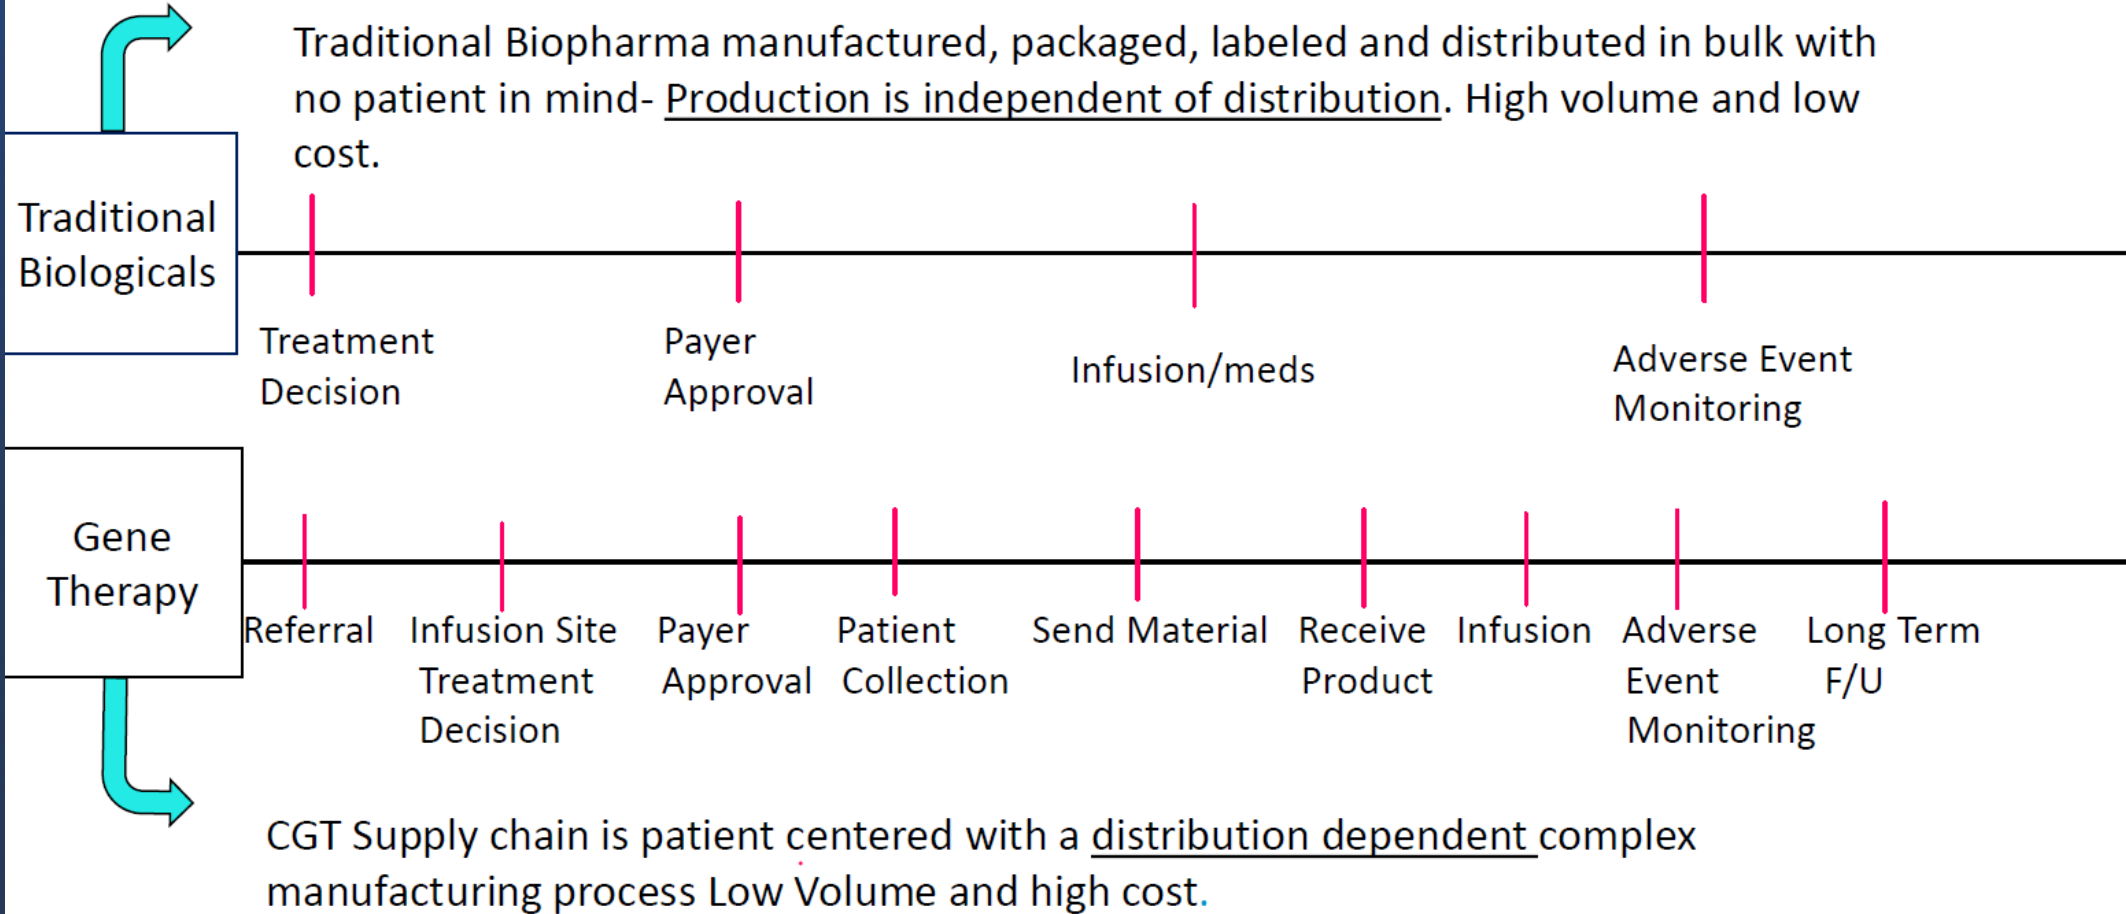 Traditional Biopharma manufactured, packaged, labeled and distributed in bulk with
no patient in mind- Production is independent of distribution. High volume and low
cost.
Traditional
Biologicals
Treatment
Decision
Payer
Approval
Infusion/meds
Adverse Event
Monitoring
Gene
Therapy
Referral
Infusion Site
Treatment
Decision
Payer
Approval
Patient
Collection
Send Material
Receive
Product
Infusion
Adverse
Event
Monitoring
Long Term
F/U
CGT Supply chain is patient centered with a distribution dependent complex
manufacturing process Low Volume and high cost.